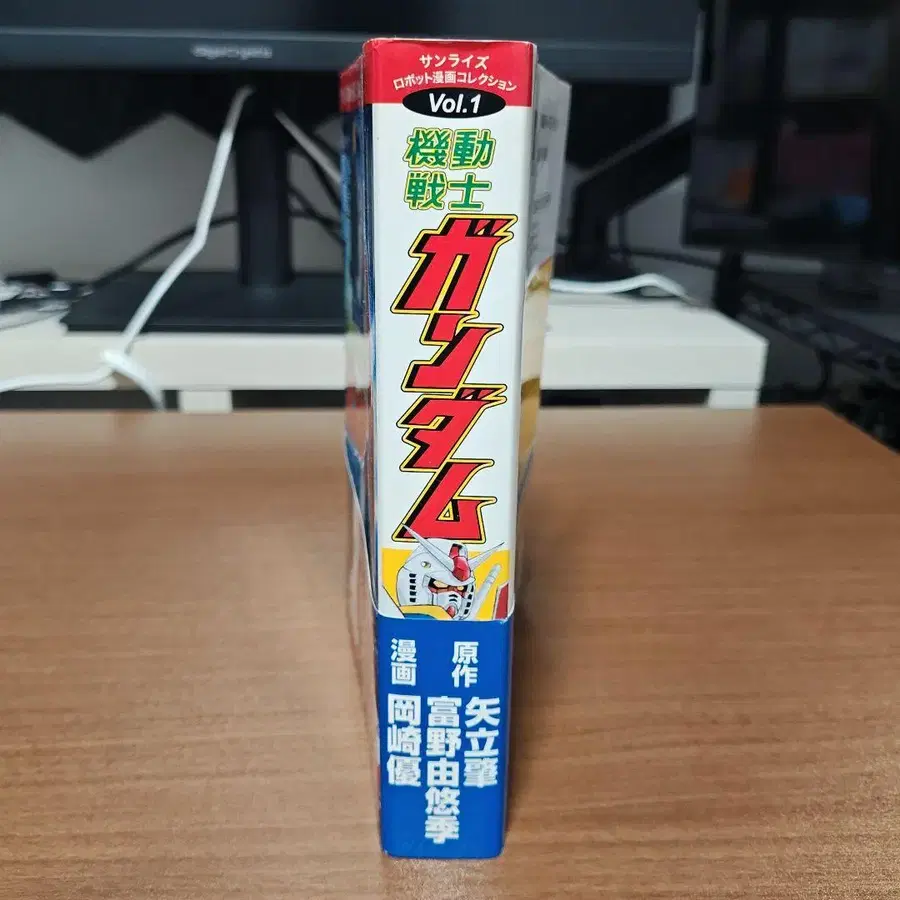 サンライズ
ロボット漫画コレクション
Vol.1
機動
戦士
ガンダム
原作
矢立肇
富野由悠季
漫画
岡崎優